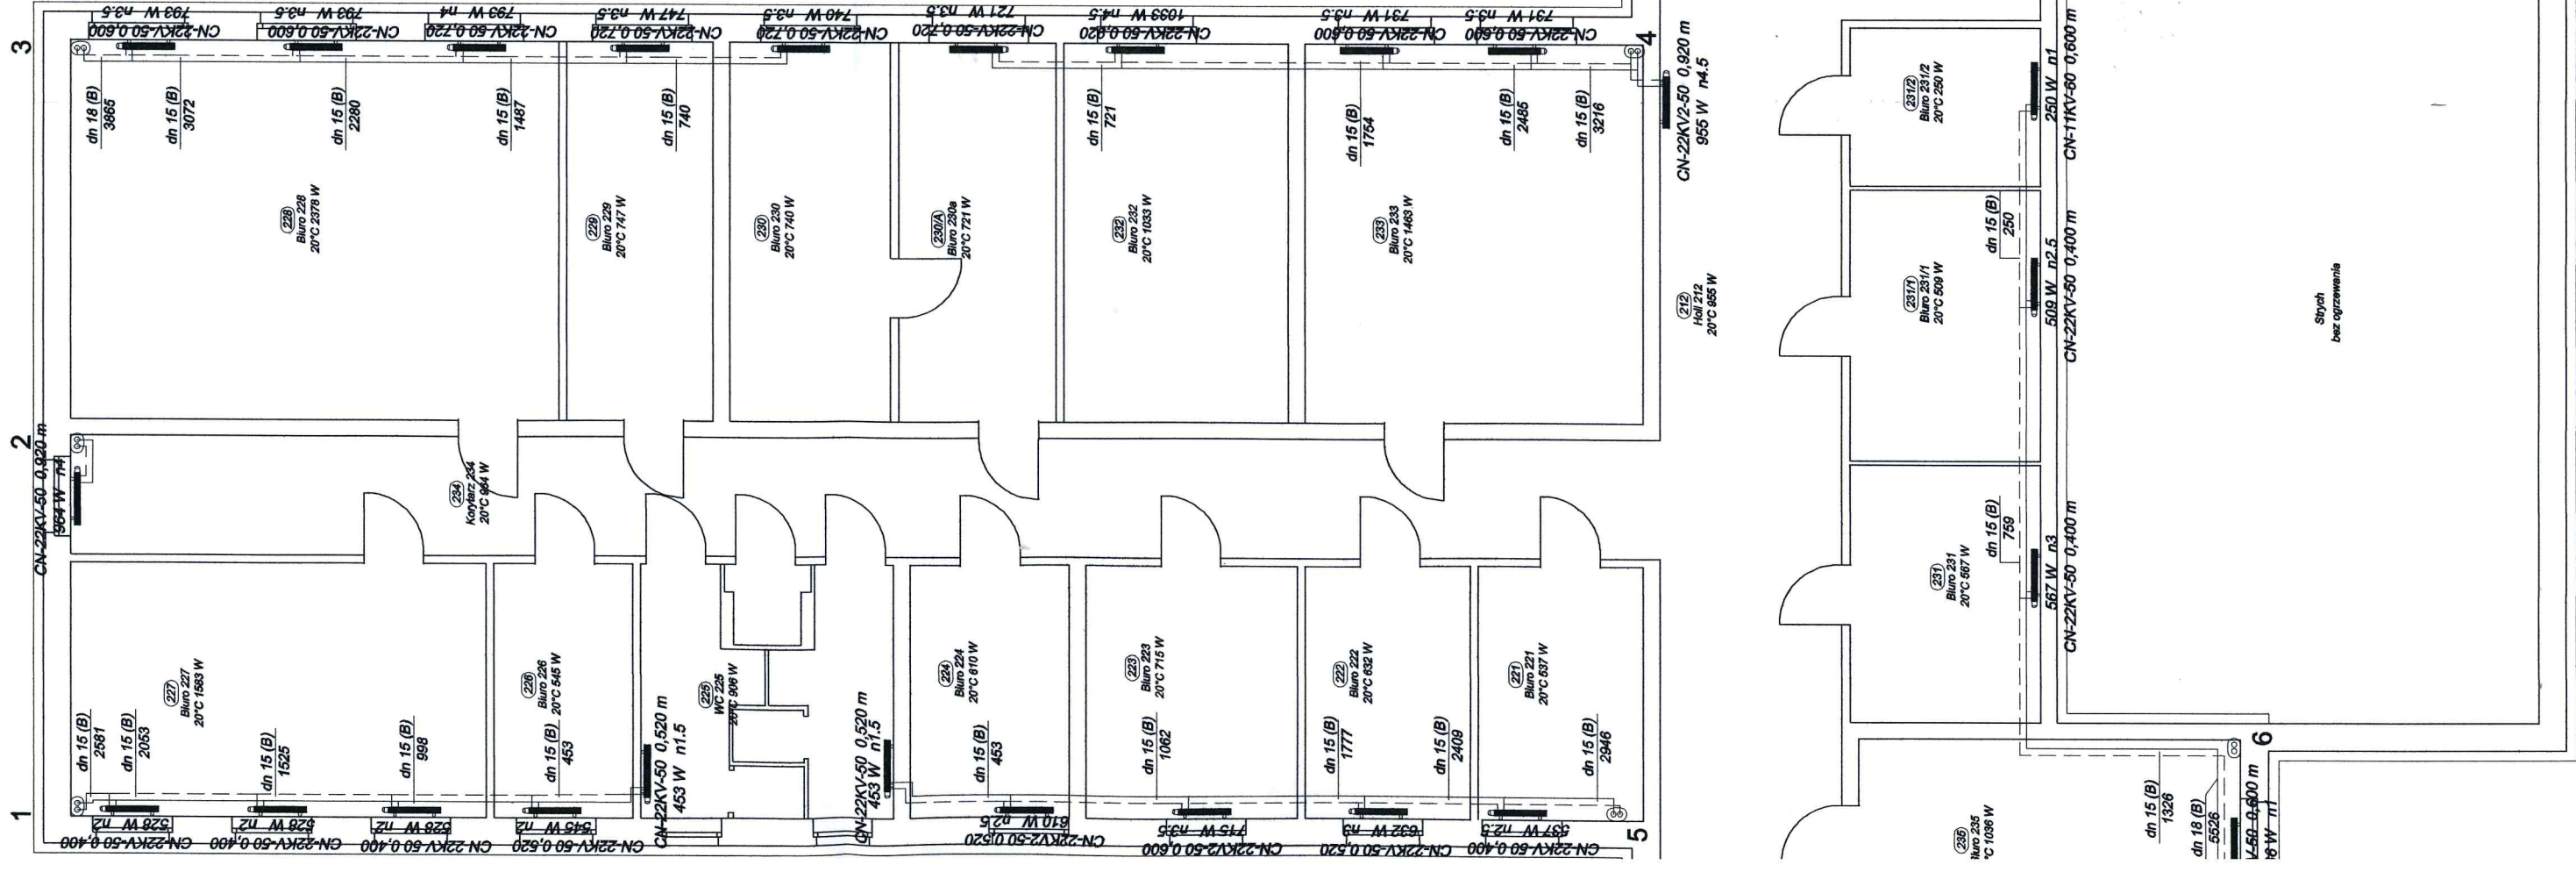 3
793 W n3.5
CN-22KV-50 0,600
793 W n3.5
CN-22KV-50 0,600
793 W n4
CN-22KV-50 0,720
747 W n3.5
CN-22KV-50 0,720
740 W n3.5
CN-22KV-50 0,720
721 W n3.5
CN-22KV-50 0,720
1033 W n4.5
CN-22KV-50 0,920
731 W n3.5
CN-22KV-50 0,600
731 W n3.5
CN-22KV-50 0,600
4
CN-22KV2-50 0,920 m
955 W n4.5
dn 18 (B)
3865
dn 15 (B)
3072
dn 15 (B)
2280
dn 15 (B)
1487
dn 15 (B)
740
dn 15 (B)
721
dn 15 (B)
1754
dn 15 (B)
2485
dn 15 (B)
3216
228
Biuro 228
20°C 2378 W
229
Biuro 229
20°C 747 W
230
Biuro 230
20°C 740 W
230/A
Biuro 230a
20°C 721 W
232
Biuro 232
20°C 1033 W
233
Biuro 233
20°C 1463 W
212
Holl 212
20°C 955 W
2
CN-22KV-50 0,920 m
964 W n4
234
Korytarz 234
20°C 964 W
227
Biuro 227
20°C 1583 W
226
Biuro 226
20°C 545 W
225
WC 225
20°C 906 W
224
Biuro 224
20°C 610 W
223
Biuro 223
20°C 715 W
222
Biuro 222
20°C 632 W
221
Biuro 221
20°C 537 W
dn 15 (B)
2581
dn 15 (B)
2053
dn 15 (B)
1525
dn 15 (B)
998
dn 15 (B)
453
CN-22KV-50 0,520 m
453 W n1.5
CN-22KV-50 0,520 m
453 W n1.5
dn 15 (B)
453
dn 15 (B)
1062
dn 15 (B)
1777
dn 15 (B)
2409
dn 15 (B)
2946
1
528 W n2
CN-22KV-50 0,400
528 W n2
CN-22KV-50 0,400
528 W n2
CN-22KV-50 0,400
545 W n2
CN-22KV-50 0,520
610 W n2.5
CN-22KV2-50 0,520
715 W n3.5
CN-22KV2-50 0,600
632 W n3
CN-22KV-50 0,520
537 W n2.5
CN-22KV-50 0,400
5
231/2
Biuro 231/2
20°C 250 W
250 W n1
CN-11KV-60 0,600 m
231/1
Biuro 231/1
20°C 509 W
dn 15 (B)
250
509 W n2.5
CN-22KV-50 0,400 m
231
Biuro 231
20°C 567 W
dn 15 (B)
759
567 W n3
CN-22KV-50 0,400 m
Strych
bez ogrzewania
6
235
iuro 235
°C 1036 W
dn 15 (B)
1326
dn 18 (B)
5526
V-50 0,600 m
6 W n1